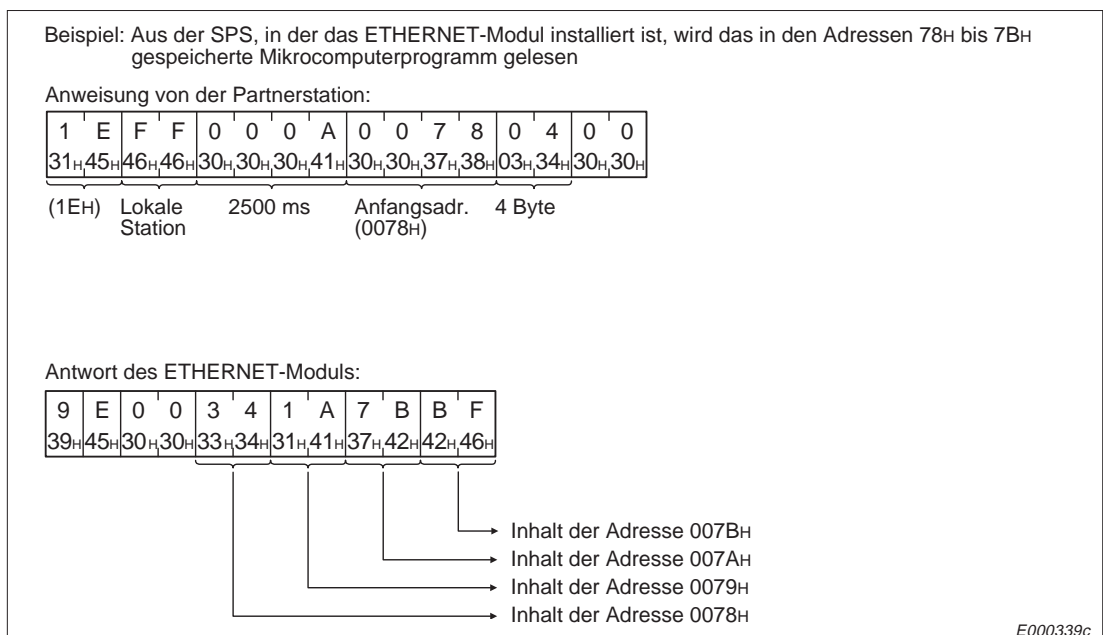 Beispiel: Aus der SPS, in der das ETHERNET-Modul installiert ist, wird das in den Adressen 78H bis 7BH
gespeicherte Mikrocomputerprogramm gelesen
Anweisung von der Partnerstation:
1 E F F 0 0 0 A 0 0 7 8 0 4 0 0
31H 45H 46H 46H 30H 30H 30H 41H 30H 30H 37H 38H 03H 34H 30H 30H
(1EH) Lokale 2500 ms Anfangsadr. 4 Byte
Station (0078H)
Antwort des ETHERNET-Moduls:
9 E 0 0 3 4 1 A 7 B B F
39H 45H 30H 30H 33H 34H 31H 41H 37H 42H 42H 46H
Inhalt der Adresse 007BH
Inhalt der Adresse 007AH
Inhalt der Adresse 0079H
Inhalt der Adresse 0078H
E000339c